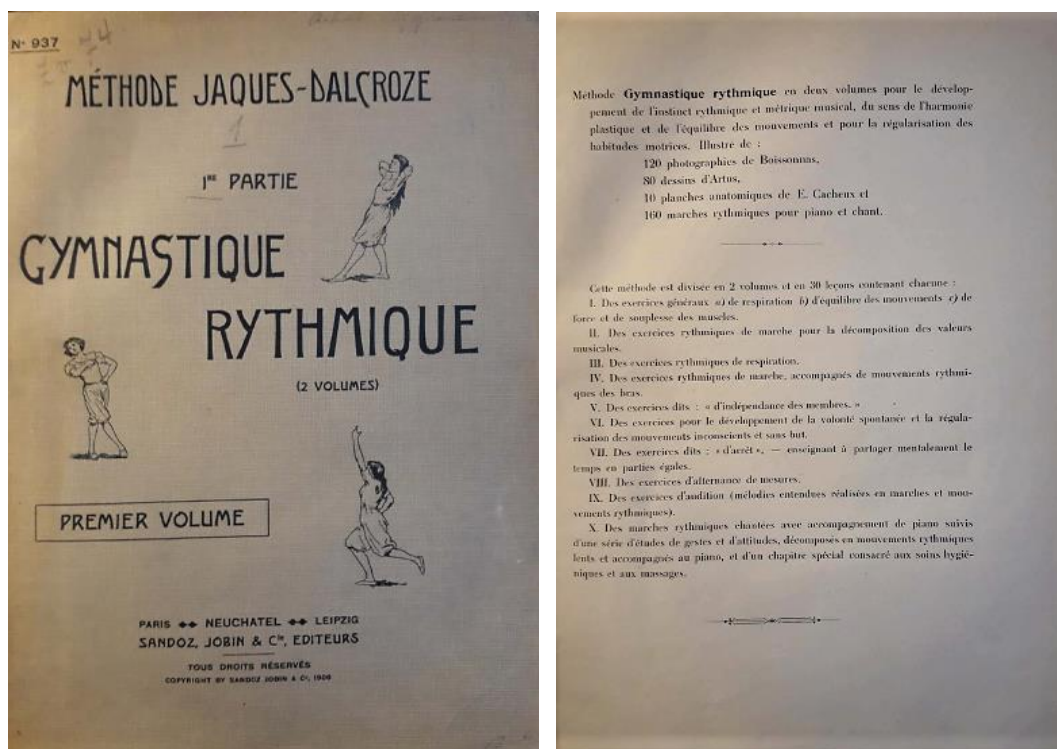 Nº 937
MÉTHODE JAQUES-DALCROZE
1
1RE PARTIE
GYMNASTIQUE
RYTHMIQUE
(2 VOLUMES)
PREMIER VOLUME
PARIS NEUCHATEL LEIPZIG
SANDOZ, JOBIN & Cie, EDITEURS
TOUS DROITS RÉSERVÉS
COPYRIGHT BY SANDOZ JOBIN & Co, 1906
Méthode Gymnastique rythmique en deux volumes pour le dévelop-
pement de l'instinct rythmique et métrique musical, du sens de l'harmonie
plastique et de l'équilibre des mouvements et pour la régularisation des
habitudes motrices. Illustré de :
120 photographies de Boissonnas,
80 dessins d'Artus,
10 planches anatomiques de E. Cacheux et
160 marches rythmiques pour piano et chant.
Cette méthode est divisée en 2 volumes et en 30 leçons contenant chacune :
I. Des exercices généraux a) de respiration b) d'équilibre des mouvements c) de
force et de souplesse des muscles.
II. Des exercices rythmiques de marche pour la décomposition des valeurs
musicales.
III. Des exercices rythmiques de respiration.
IV. Des exercices rythmiques de marche, accompagnés de mouvements rythmi-
ques des bras.
V. Des exercices dits : « d'indépendance des membres. »
VI. Des exercices pour le développement de la volonté spontanée et la régula-
risation des mouvements inconscients et sans but.
VII. Des exercices dits : « d'arrêt », — enseignant à partager mentalement le
temps en parties égales.
VIII. Des exercices d'alternance de mesures.
IX. Des exercices d'audition (mélodies entendues réalisées en marches et mou-
vements rythmiques).
X. Des marches rythmiques chantées avec accompagnement de piano suivis
d'une série d'études de gestes et d'attitudes, décomposés en mouvements rythmiques
lents et accompagnés au piano, et d'un chapitre spécial consacré aux soins hygié-
niques et aux massages.